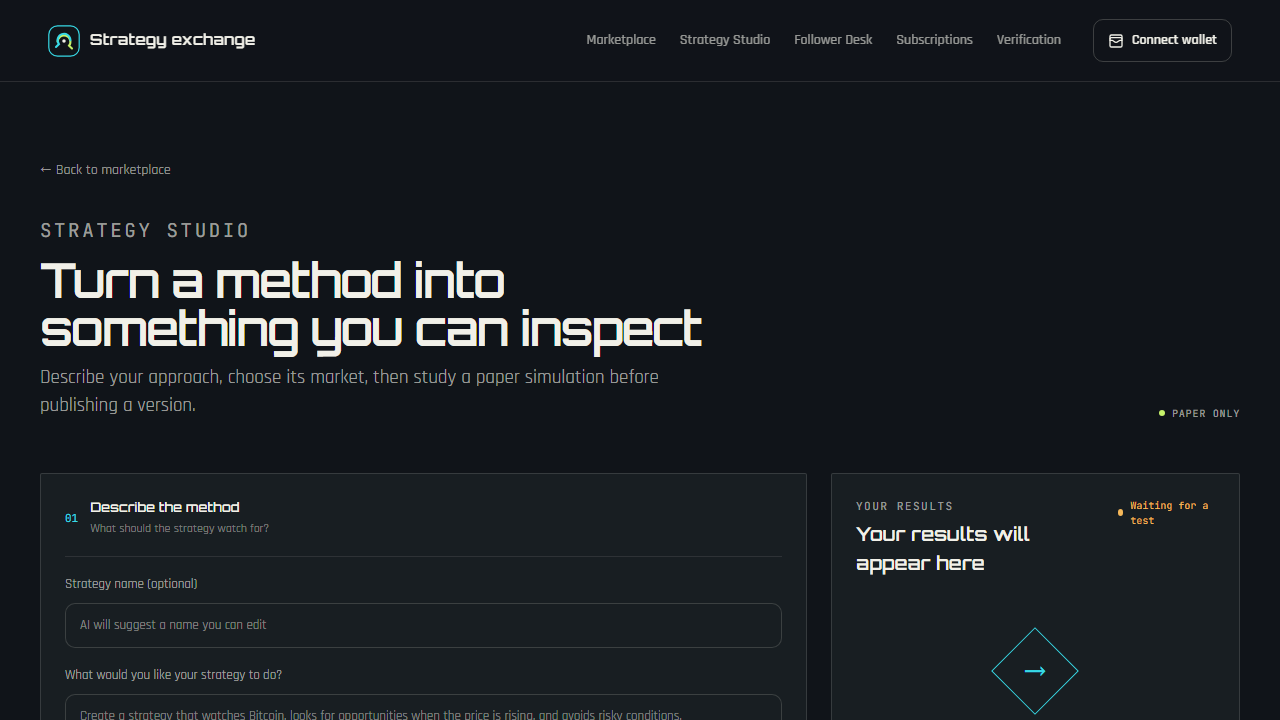 Strategy exchange
Marketplace
Strategy Studio
Follower Desk
Subscriptions
Verification
Connect wallet
← Back to marketplace
STRATEGY STUDIO
Turn a method into
something you can inspect
Describe your approach, choose its market, then study a paper simulation before
publishing a version.
PAPER ONLY
01
Describe the method
What should the strategy watch for?
Strategy name (optional)
AI will suggest a name you can edit
What would you like your strategy to do?
Create a strategy that watches Bitcoin, looks for opportunities when the price is rising, and avoids risky conditions.
YOUR RESULTS
Waiting for a
test
Your results will
appear here
→